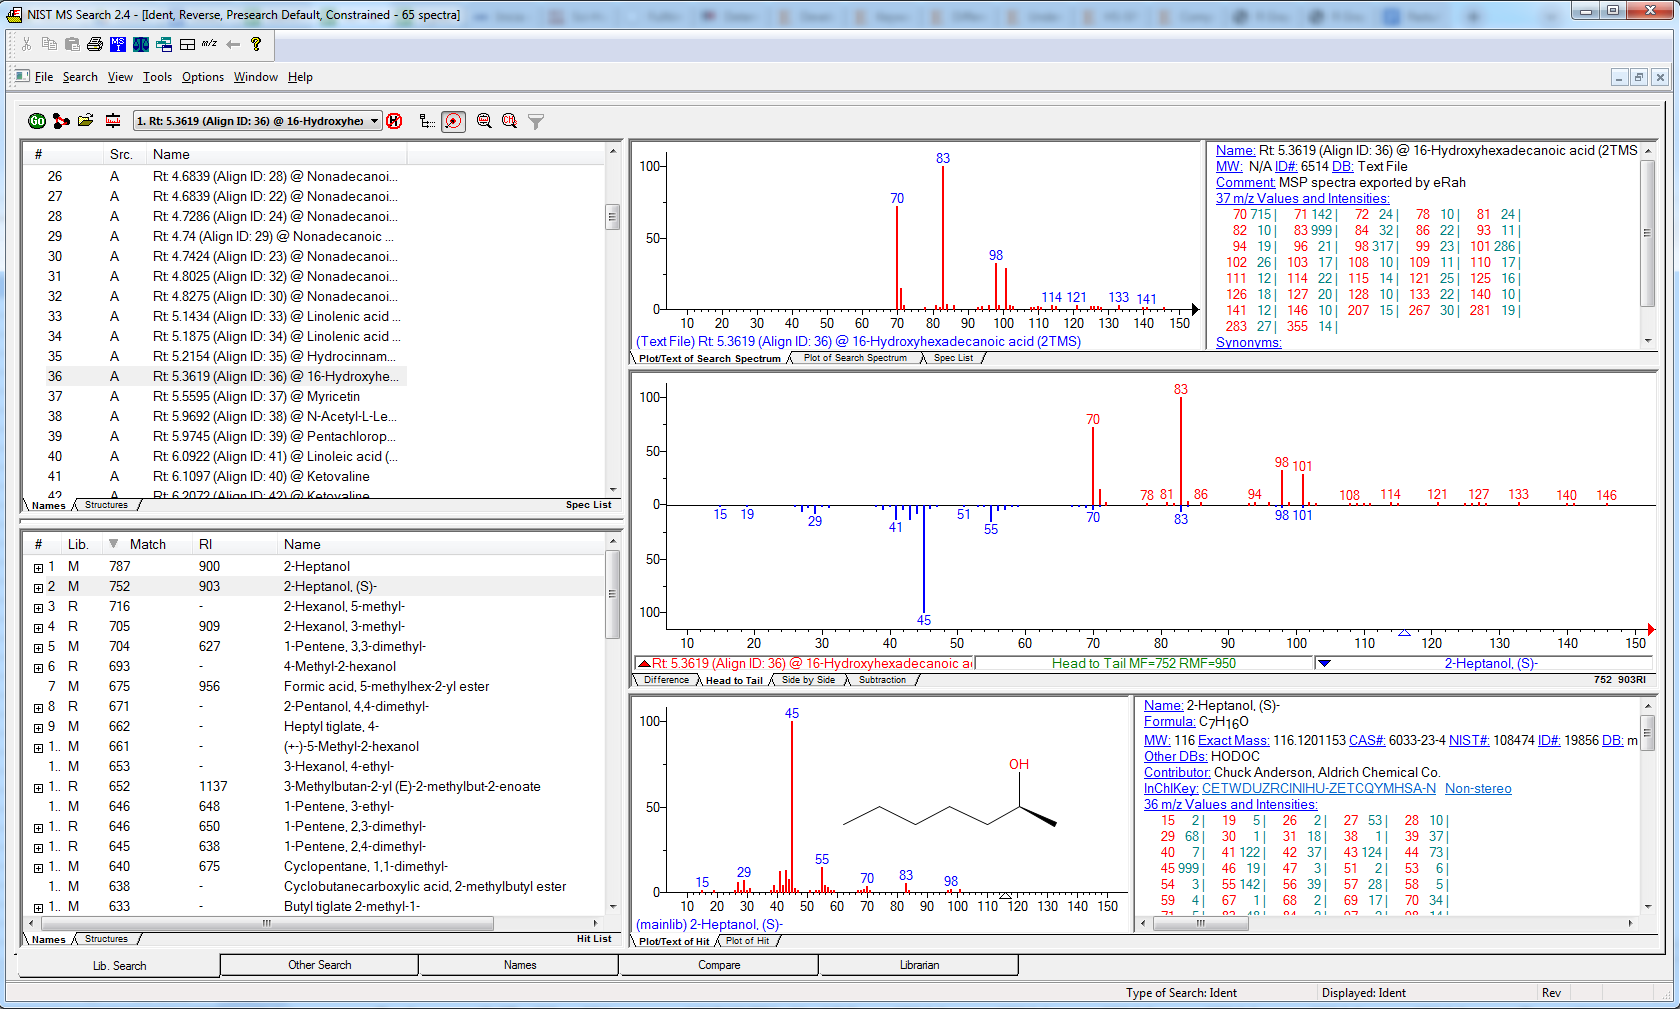 NIST MS Search 2.4 - [Ident, Reverse, Presearch Default, Constrained - 65 spectra]
File Search View Tools Options Window Help
1. Rt: 5.3619 (Align ID: 36) @ 16-Hydroxyhex
# Src. Name
26 A Rt: 4.6839 (Align ID: 28) @ Nonadecanoi...
27 A Rt: 4.6839 (Align ID: 22) @ Nonadecanoi...
28 A Rt: 4.7286 (Align ID: 24) @ Nonadecanoi...
29 A Rt: 4.74 (Align ID: 29) @ Nonadecanoic ...
30 A Rt: 4.7424 (Align ID: 23) @ Nonadecanoi...
31 A Rt: 4.8025 (Align ID: 32) @ Nonadecanoi...
32 A Rt: 4.8275 (Align ID: 30) @ Nonadecanoi...
33 A Rt: 5.1434 (Align ID: 33) @ Linolenic acid ...
34 A Rt: 5.1875 (Align ID: 34) @ Linolenic acid ...
35 A Rt: 5.2154 (Align ID: 35) @ Hydrocinnam...
36 A Rt: 5.3619 (Align ID: 36) @ 16-Hydroxyhe...
37 A Rt: 5.5595 (Align ID: 37) @ Myricetin
38 A Rt: 5.9692 (Align ID: 38) @ N-Acetyl-L-Le...
39 A Rt: 5.9745 (Align ID: 39) @ Pentachlorop...
40 A Rt: 6.0922 (Align ID: 41) @ Linoleic acid (...
41 A Rt: 6.1097 (Align ID: 40) @ Ketovaline
42 A Rt: 6.2072 (Align ID: 42) @ Ketovaline
Names Structures Spec List
# Lib. Match RI Name
1 M 787 900 2-Heptanol
2 M 752 903 2-Heptanol, (S)-
3 R 716 - 2-Hexanol, 5-methyl-
4 R 705 909 2-Hexanol, 3-methyl-
5 M 704 627 1-Pentene, 3,3-dimethyl-
6 R 693 - 4-Methyl-2-hexanol
7 M 675 956 Formic acid, 5-methylhex-2-yl ester
8 R 671 - 2-Pentanol, 4,4-dimethyl-
9 M 662 - Heptyl tiglate, 4-
1.. M 661 - (+-)-5-Methyl-2-hexanol
1.. M 653 - 3-Hexanol, 4-ethyl-
1.. R 652 1137 3-Methylbutan-2-yl (E)-2-methylbut-2-enoate
1.. M 646 648 1-Pentene, 3-ethyl-
1.. R 646 650 1-Pentene, 2,3-dimethyl-
1.. R 645 638 1-Pentene, 2,4-dimethyl-
1.. M 640 675 Cyclopentane, 1,1-dimethyl-
1.. M 638 - Cyclobutanecarboxylic acid, 2-methylbutyl ester
1.. M 633 - Butyl tiglate 2-methyl-1-
Names Structures Hit List
100 83
70
50
98
114 121 133 141
0
10 20 30 40 50 60 70 80 90 100 110 120 130 140 150
(Text File) Rt: 5.3619 (Align ID: 36) @ 16-Hydroxyhexadecanoic acid (2TMS)
Plot/Text of Search Spectrum Plot of Search Spectrum Spec List
Name: Rt: 5.3619 (Align ID: 36) @ 16-Hydroxyhexadecanoic acid (2TMS
MW: N/A ID#: 6514 DB: Text File
Comment: MSP spectra exported by eRah
37 m/z Values and Intensities:
70 715 | 71 142 | 72 24 | 78 10 | 81 24 |
82 10 | 83 999 | 84 32 | 86 22 | 93 11 |
94 19 | 96 21 | 98 317 | 99 23 | 101 286 |
102 26 | 103 17 | 108 10 | 109 11 | 110 17 |
111 12 | 114 22 | 115 14 | 121 25 | 125 16 |
126 18 | 127 20 | 128 10 | 133 22 | 140 10 |
141 12 | 146 10 | 207 15 | 267 30 | 281 19 |
283 27 | 355 14 |
Synonyms:
83
100
70
50
98 101
78 81 86 94 108 114 121 127 133 140 146
0
15 19 29 41 51 55 70 83 98 101
50
100
45
10 20 30 40 50 60 70 80 90 100 110 120 130 140 150
Rt: 5.3619 (Align ID: 36) @ 16-Hydroxyhexadecanoic a Head to Tail MF=752 RMF=950 2-Heptanol, (S)-
Difference Head to Tail Side by Side Subtraction 752 903RI
45
100
OH
50
55
15 29 70 83 98
0
10 20 30 40 50 60 70 80 90 100 110 120 130 140 150
(mainlib) 2-Heptanol, (S)-
Plot/Text of Hit Plot of Hit
Name: 2-Heptanol, (S)-
Formula: C7H16O
MW: 116 Exact Mass: 116.1201153 CAS#: 6033-23-4 NIST#: 108474 ID#: 19856 DB: m
Other DBs: HODOC
Contributor: Chuck Anderson, Aldrich Chemical Co.
InChIKey: CETWDUZRCINIHU-ZETCQYMHSA-N Non-stereo
36 m/z Values and Intensities:
15 2 | 19 5 | 26 2 | 27 53 | 28 10 |
29 68 | 30 1 | 31 18 | 38 1 | 39 37 |
40 7 | 41 122 | 42 37 | 43 124 | 44 73 |
45 999 | 46 19 | 47 3 | 51 2 | 53 6 |
54 3 | 55 142 | 56 39 | 57 28 | 58 5 |
59 4 | 67 1 | 68 2 | 69 17 | 70 34 |
Lib. Search Other Search Names Compare Librarian
Type of Search: Ident Displayed: Ident Rev